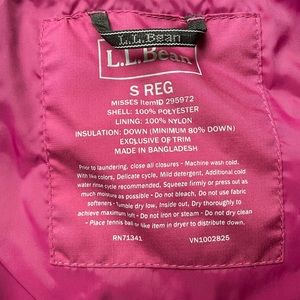 L.L.Bean
L.L.Bean
S REG
MISSES ItemID 295972
SHELL: 100% POLYESTER
LINING: 100% NYLON
INSULATION: DOWN (MINIMUM 80% DOWN)
EXCLUSIVE OF TRIM
MADE IN BANGLADESH
Prior to laundering, close all closures - Machine wash cold.
With like colors, Delicate cycle. Mild detergent, Additional cold
water rinse cycle recommended. Squeeze firmly or press out as
much moisture as possible - Do not bleach, Do not use fabric
softeners - Tumble dry low, Inside out, Dry thoroughly to
achieve maximum loft - Do not iron or steam - Do not dry clean
- Place tennis ball or like item in dryer to distribute down.
RN71341 VN1002825